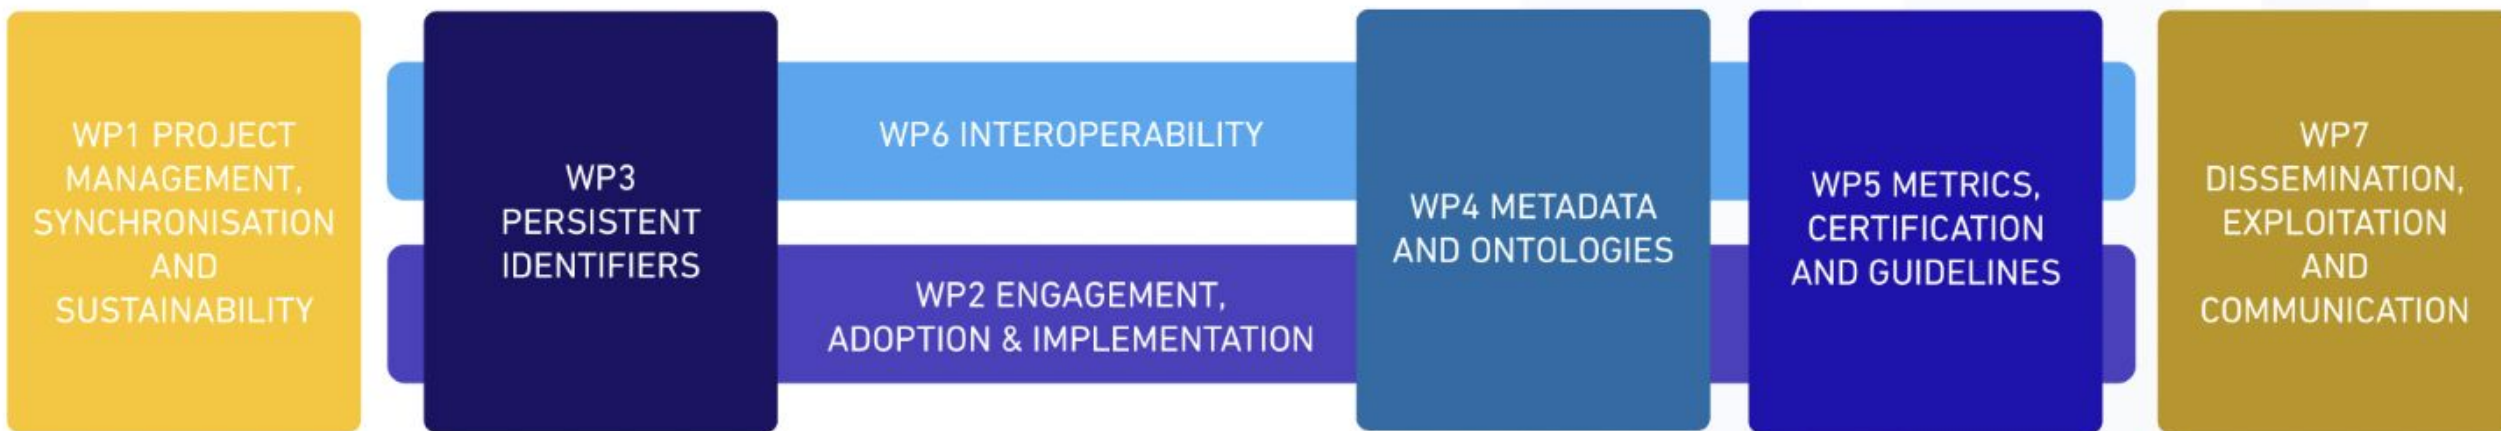 WP1 PROJECT
MANAGEMENT,
SYNCHRONISATION
AND
SUSTAINABILITY
WP3
PERSISTENT
IDENTIFIERS
WP6 INTEROPERABILITY
WP2 ENGAGEMENT,
ADOPTION & IMPLEMENTATION
WP4 METADATA
AND ONTOLOGIES
WP5 METRICS,
CERTIFICATION
AND GUIDELINES
WP7
DISSEMINATION,
EXPLOITATION
AND
COMMUNICATION